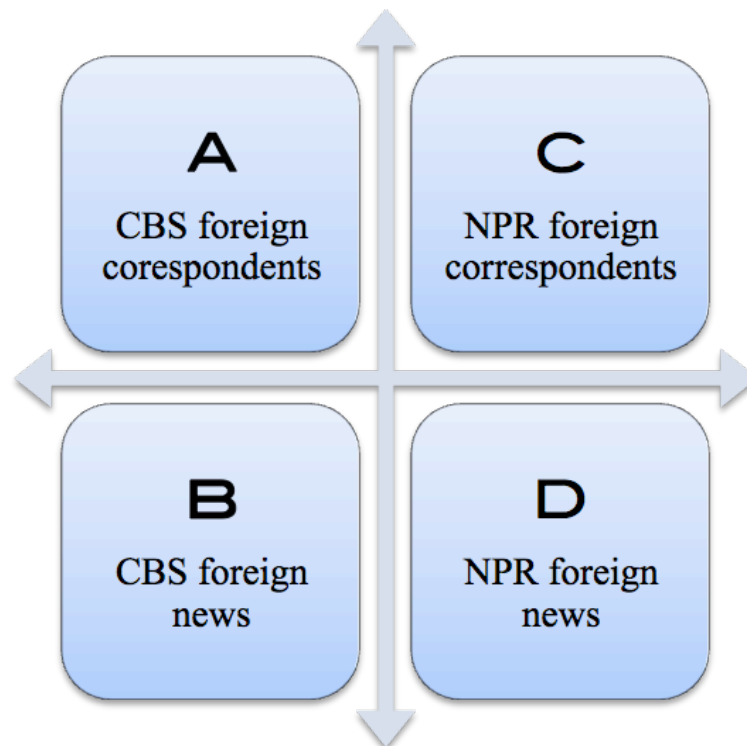 A
CBS foreign
corespondents
C
NPR foreign
correspondents
B
CBS foreign
news
D
NPR foreign
news